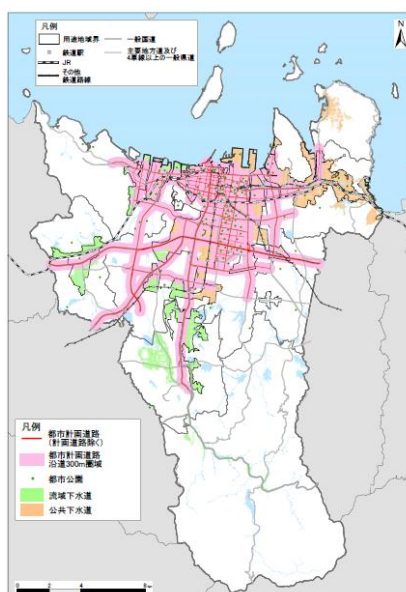 凡例
用途地域界
鉄道駅
JR
その他
鉄道路線
一般国道
主要地方道及び
4車線以上の一般県道
N
凡例
都市計画道路
(計画道路除く)
都市計画道路
沿道300m圏域
都市公園
流域下水道
公共下水道
0 2 4 8